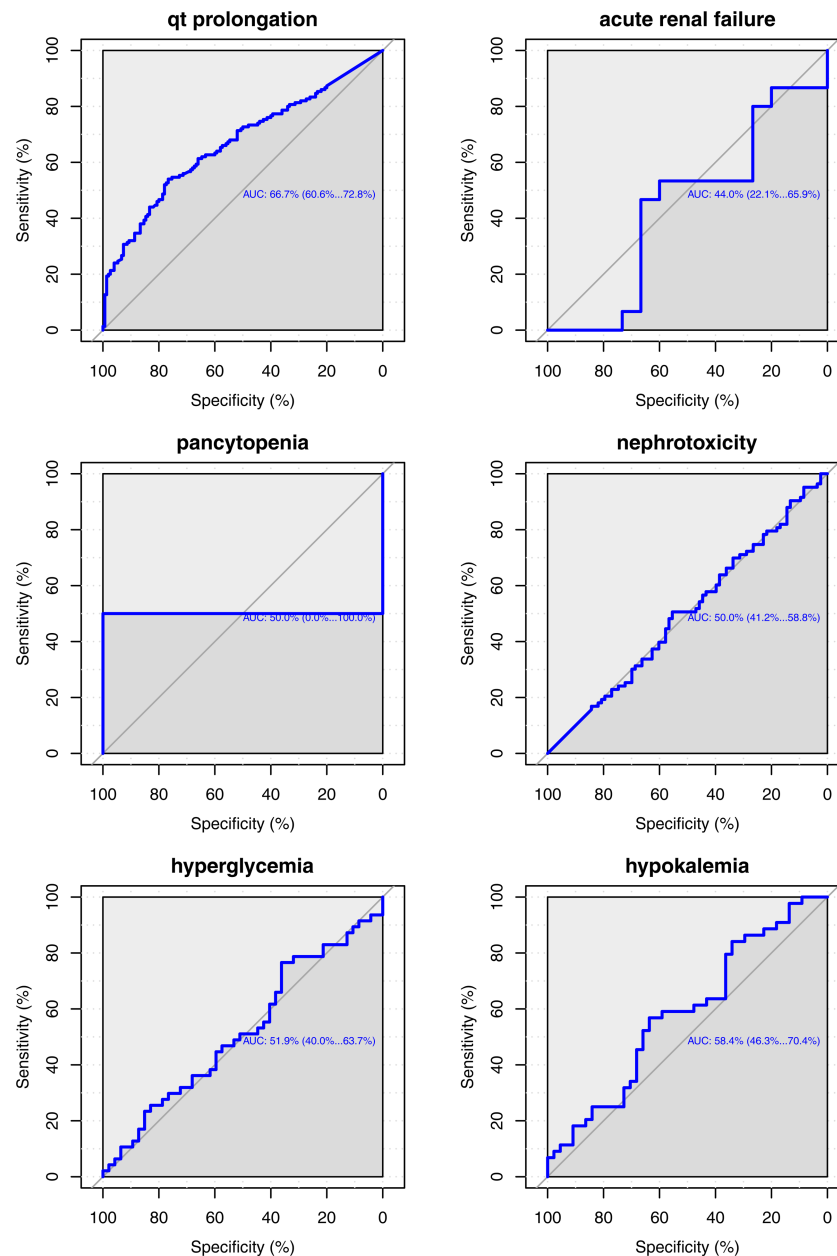 qt prolongation
100
80
60
40
20
0
Sensitivity (%)
AUC: 66.7% (60.6%...72.8%)
100 80 60 40 20 0
Specificity (%)
acute renal failure
100
80
60
40
20
0
Sensitivity (%)
AUC: 44.0% (22.1%...65.9%)
100 80 60 40 20 0
Specificity (%)
pancytopenia
100
80
60
40
20
0
Sensitivity (%)
AUC: 50.0% (0.0%...100.0%)
100 80 60 40 20 0
Specificity (%)
nephrotoxicity
100
80
60
40
20
0
Sensitivity (%)
AUC: 50.0% (41.2%...58.8%)
100 80 60 40 20 0
Specificity (%)
hyperglycemia
100
80
60
40
20
0
Sensitivity (%)
AUC: 51.9% (40.0%...63.7%)
100 80 60 40 20 0
Specificity (%)
hypokalemia
100
80
60
40
20
0
Sensitivity (%)
AUC: 58.4% (46.3%...70.4%)
100 80 60 40 20 0
Specificity (%)